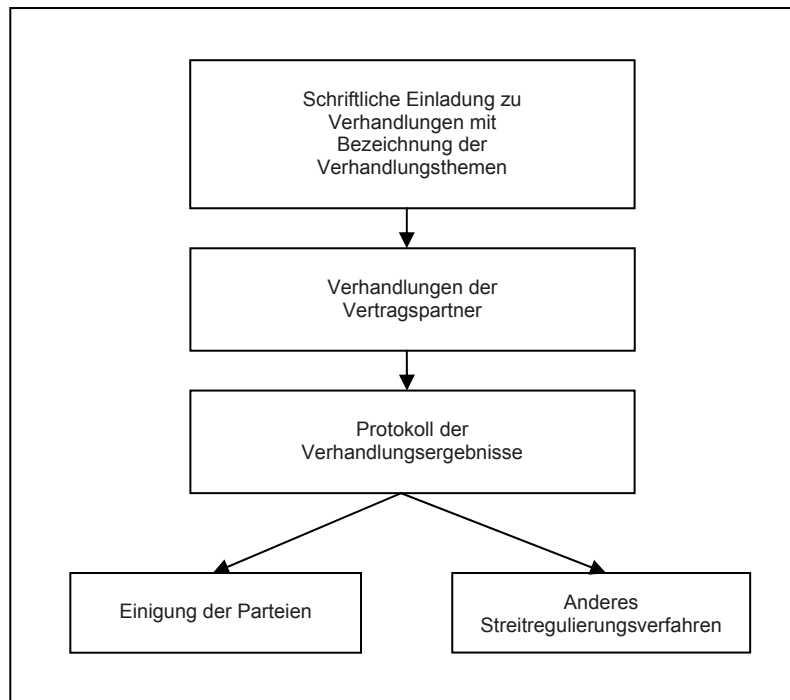 Schriftliche Einladung zu
Verhandlungen mit
Bezeichnung der
Verhandlungsthemen
Verhandlungen der
Vertragspartner
Protokoll der
Verhandlungsergebnisse
Einigung der Parteien
Anderes
Streitregulierungsverfahren